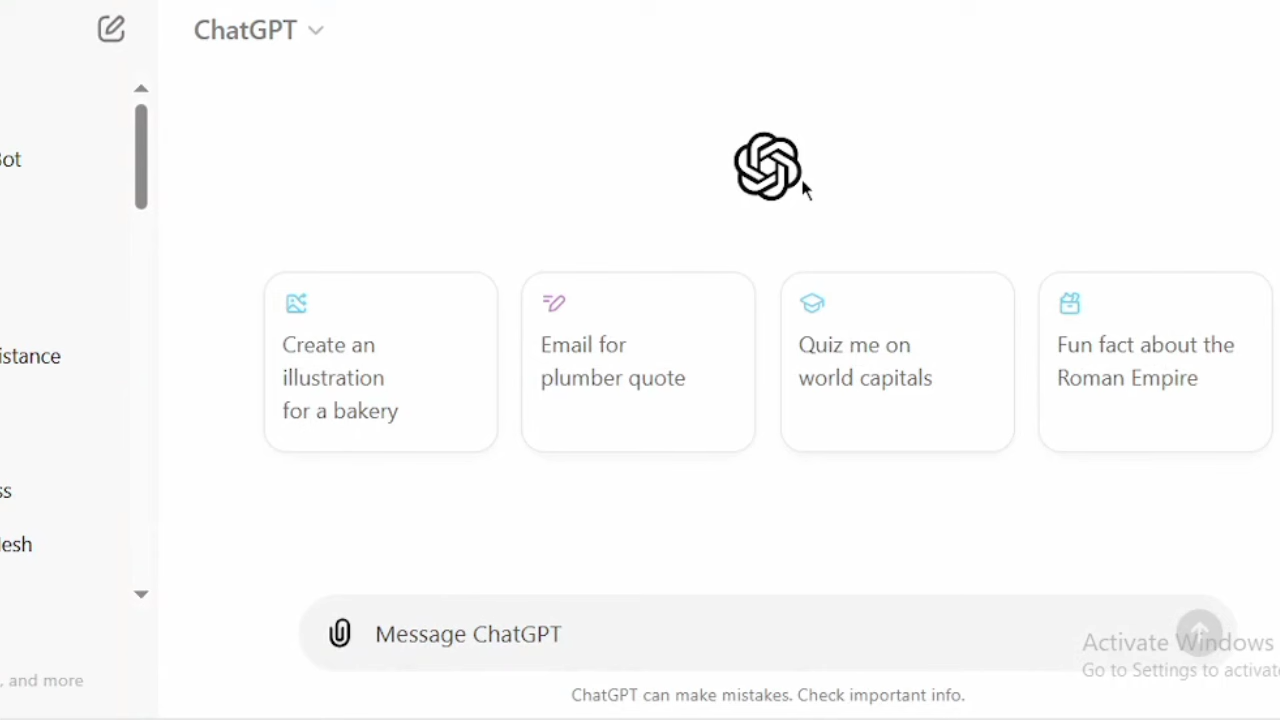 ChatGPT
istance
ss
, and more
Create an
illustration
for a bakery
Email for
plumber quote
Quiz me on
world capitals
Fun fact about the
Roman Empire
Message ChatGPT
Activate Windows
Go to Settings to activate
ChatGPT can make mistakes. Check important info.